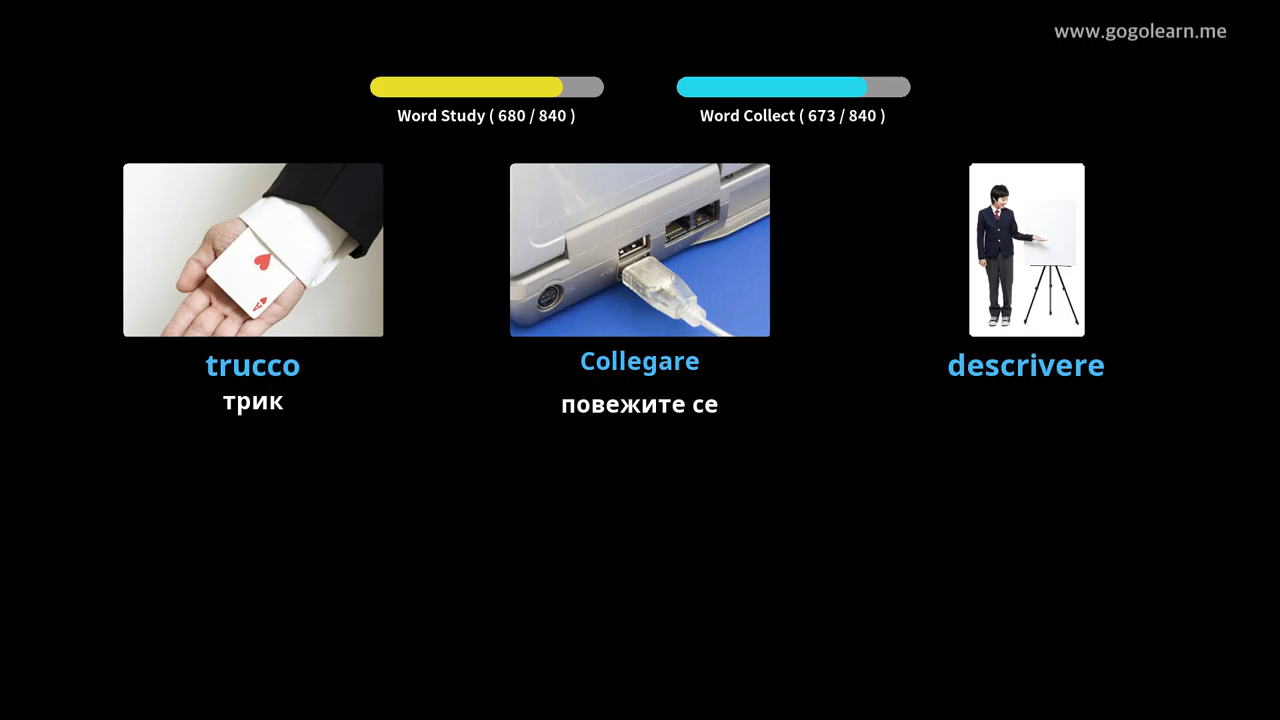 www.gogolearn.me
Word Study ( 680 / 840 )
Word Collect ( 673 / 840 )
trucco
трик
Collegare
повежите се
descrivere